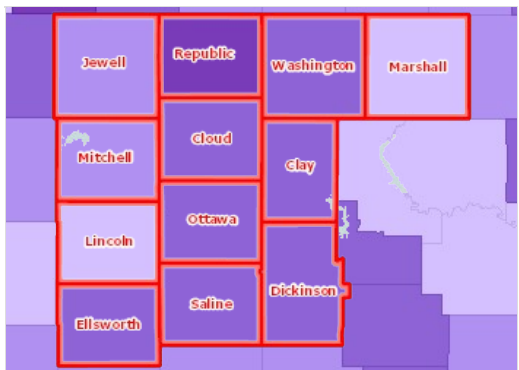 Jewell
Republic
Washington
Marshall
Mitchell
Cloud
Clay
Lincoln
Ottawa
Ellsworth
Saline
Dickinson